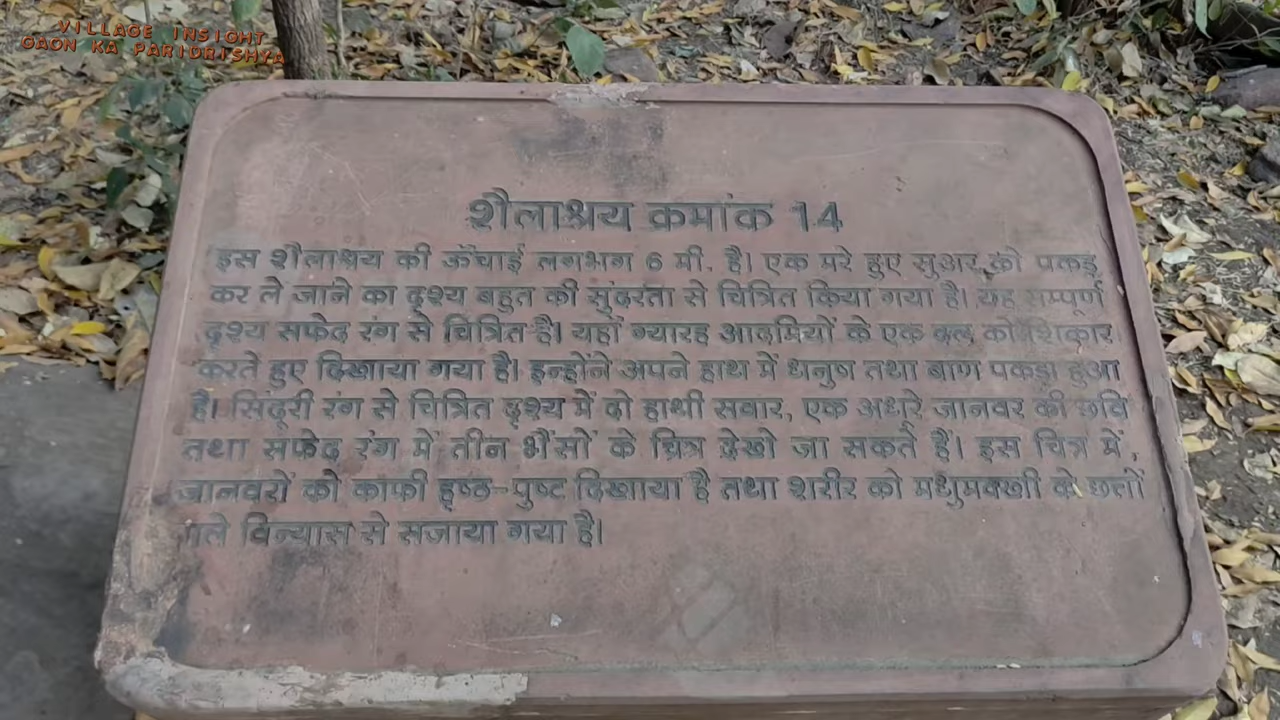 VILLAGE INSIGHT
GAON KA PARIDRISHYA
शैलाश्रय क्रमांक 14
इस शैलाश्रय की ऊँचाई लगभग 6 मी. है। एक मरे हुए सुअर को पकड़
कर ले जाने का दृश्य बहुत की सुंदरता से चित्रित किया गया है। यह सम्पूर्ण
दृश्य सफेद रंग से चित्रित है। यहाँ ग्यारह आदमियों के एक को शिकार
करते हुए दिखाया गया है। इन्होंने अपने हाथ में धनुष तथा बाण पकड़ा हुआ
है। सिंदूरी रंग से चित्रित दृश्य में दो हाथी सवार, एक अधूरे जानवर की छवि
तथा सफेद रंग में तीन भैंसों के चित्र देखो जा सकते हैं। इस चित्र में,
जानवरों को काफी हृष्ठ-पुष्ट दिखाया है तथा शरीर को मधुमक्खी के छत्तों
विन्यास से सजाया गया है।